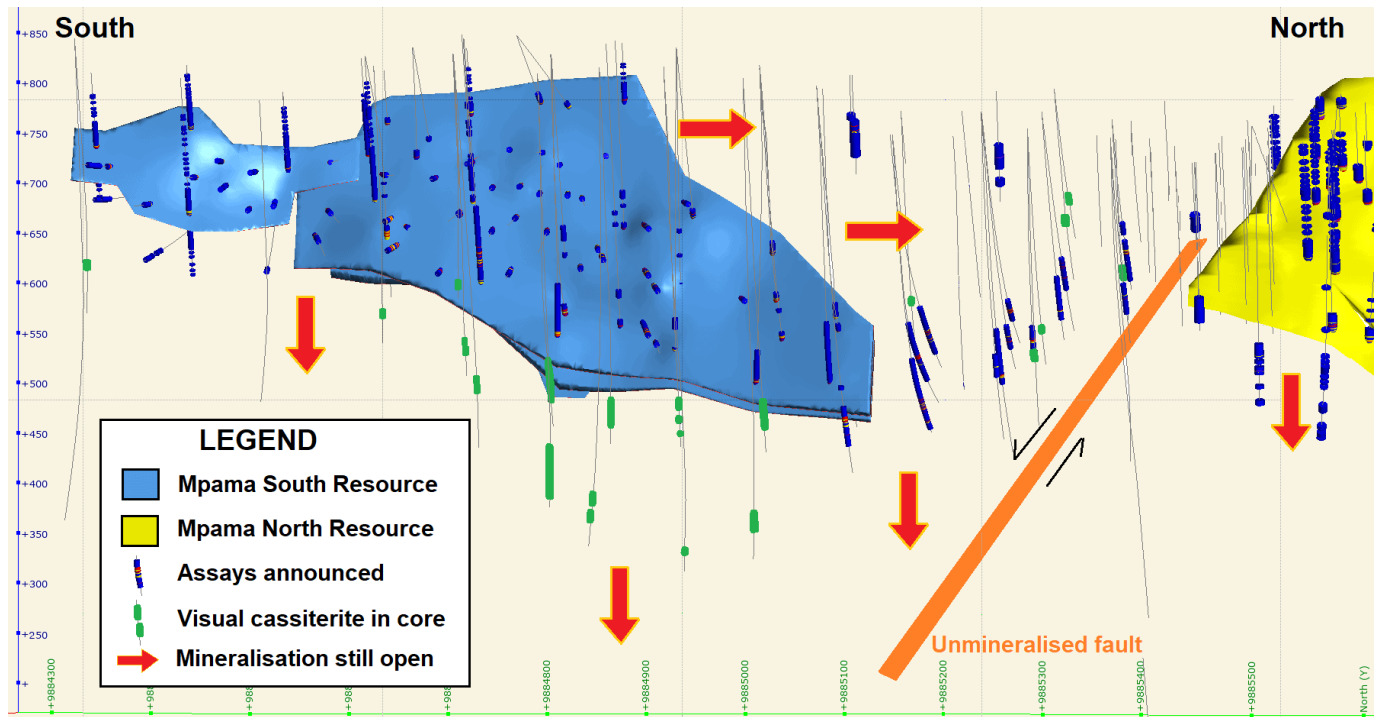 South
North
+850
+800
+750
+700
+650
+600
+550
+500
+450
+400
+350
+300
+250
+
LEGEND
Mpama South Resource
Mpama North Resource
Assays announced
Visual cassiterite in core
Mineralisation still open
Unmineralised fault
+9884300
+9884800
+9884900
+9885000
+9885100
+9885200
+9885300
+9885400
+9885500
North (Y)